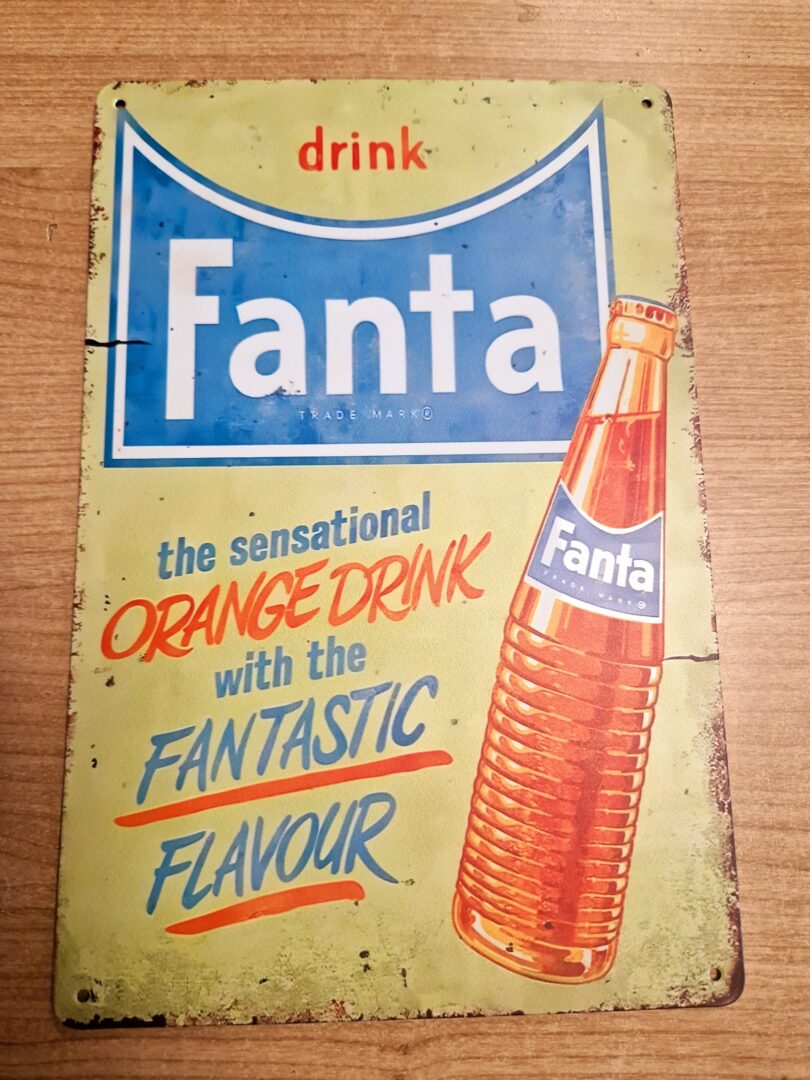 drink
Fanta
TRADE MARK®
the sensational
ORANGE DRINK
with the
FANTASTIC
FLAVOUR
Fanta
TRADE MARK®